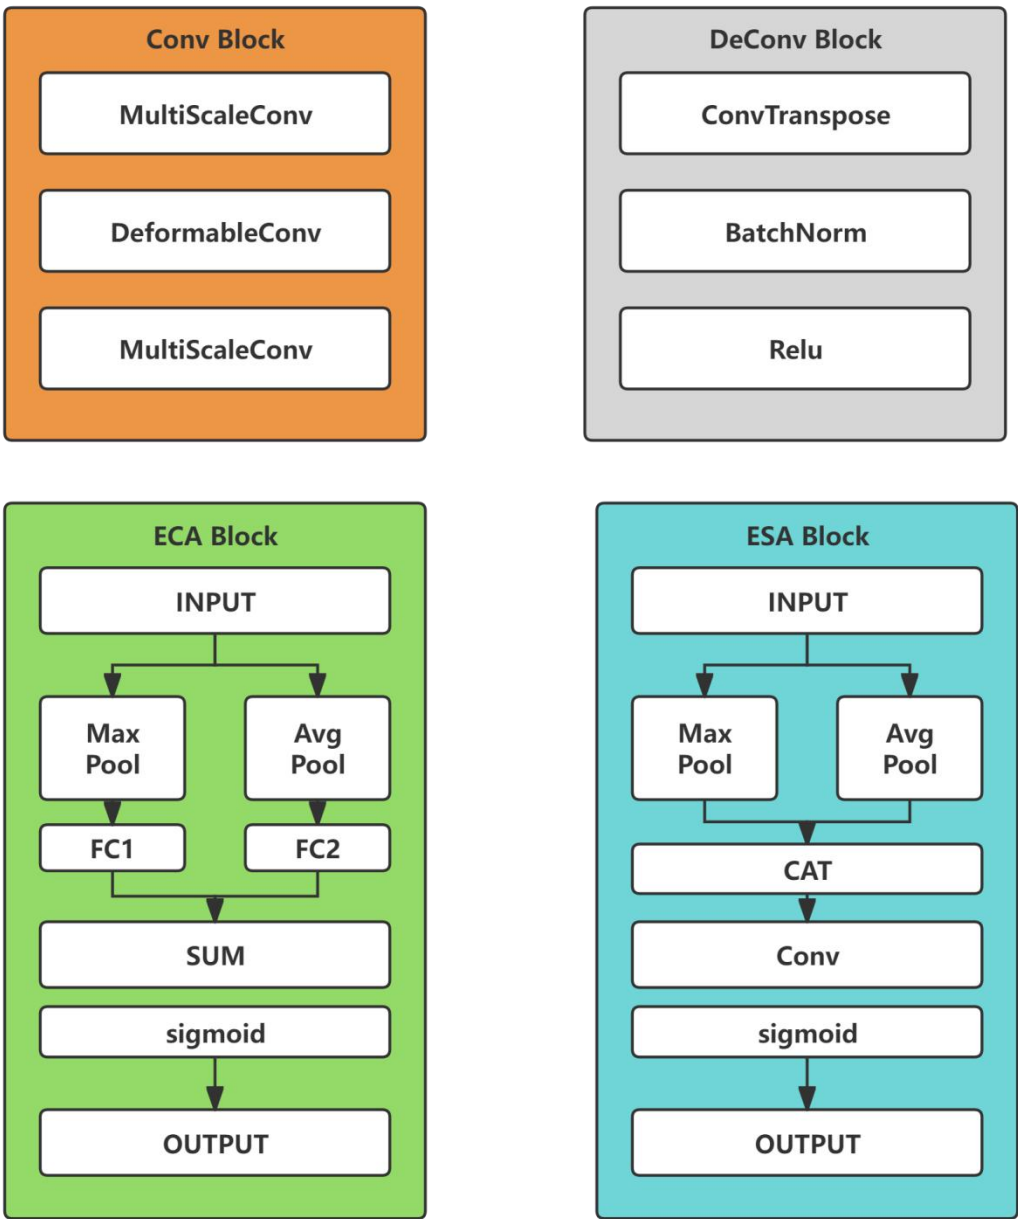 Conv Block
MultiScaleConv
DeformableConv
MultiScaleConv
DeConv Block
ConvTranspose
BatchNorm
Relu
ECA Block
INPUT
Max
Pool
Avg
Pool
FC1
FC2
SUM
sigmoid
OUTPUT
ESA Block
INPUT
Max
Pool
Avg
Pool
CAT
Conv
sigmoid
OUTPUT